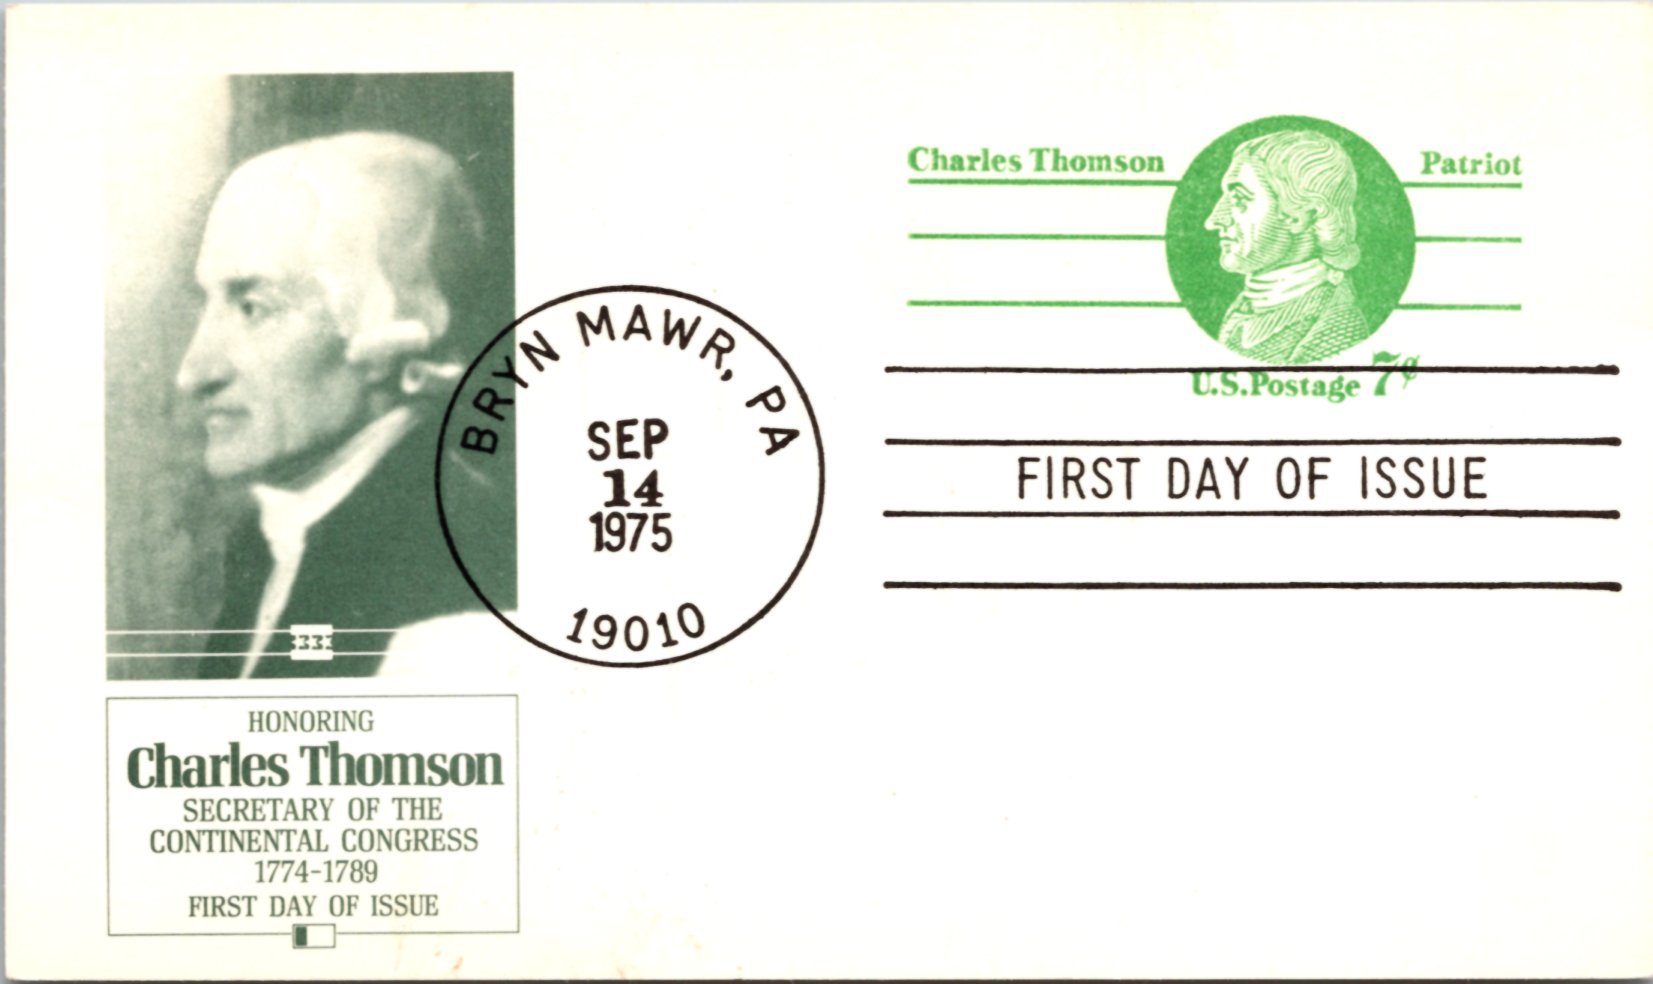 Charles Thomson Patriot
U.S.Postage 7¢
BRYN MAWR, PA
SEP
14
1975
19010
FIRST DAY OF ISSUE
HONORING
Charles Thomson
SECRETARY OF THE
CONTINENTAL CONGRESS
1774-1789
FIRST DAY OF ISSUE